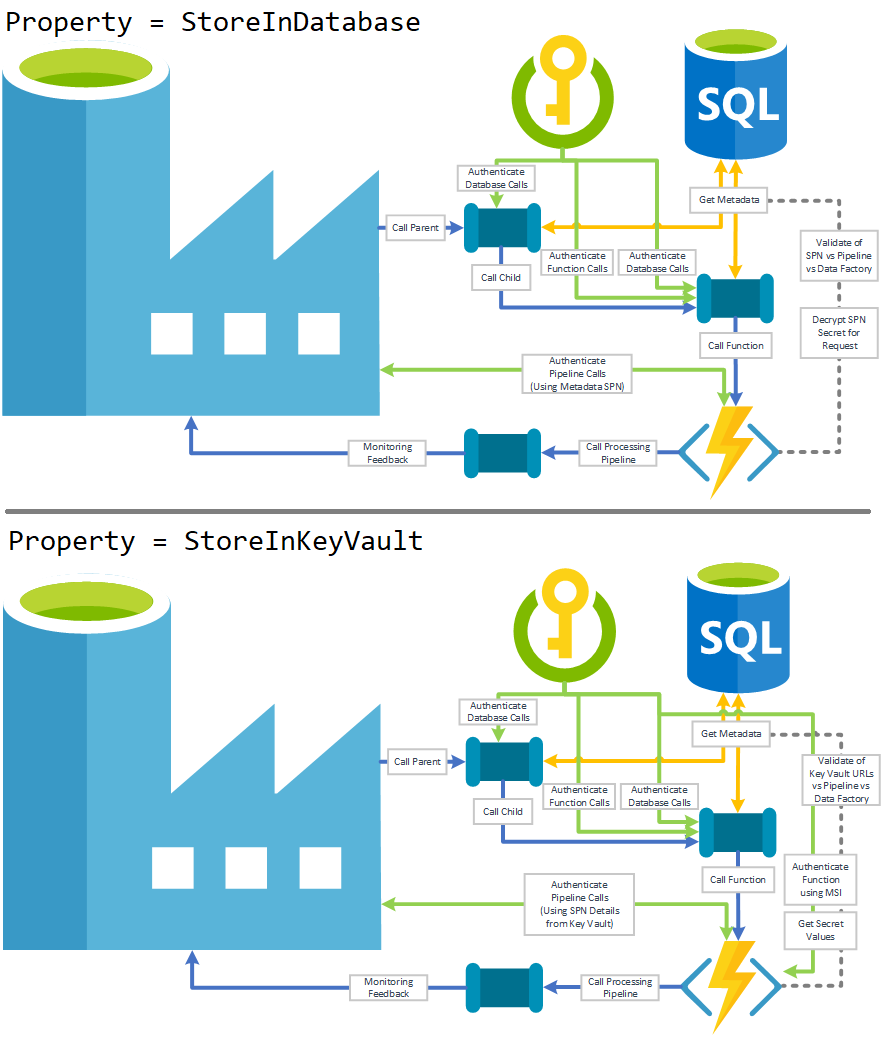 Property = StoreInDatabase
SQL
Authenticate
Database Calls
Get Metadata
Call Parent
Validate of
SPN vs Pipeline
vs Data Factory
Authenticate
Function Calls
Authenticate
Database Calls
Call Child
Decrypt SPN
Secret for
Request
Call Function
Authenticate
Pipeline Calls
(Using Metadata SPN)
Monitoring
Feedback
Call Processing
Pipeline
Property = StoreInKeyVault
SQL
Authenticate
Database Calls
Get Metadata
Call Parent
Validate of
Key Vault URLs
vs Pipeline vs
Data Factory
Authenticate
Function Calls
Authenticate
Database Calls
Call Child
Call Function
Authenticate
Function
using MSI
Authenticate
Pipeline Calls
(Using SPN Details
from Key Vault)
Get Secret
Values
Monitoring
Feedback
Call Processing
Pipeline